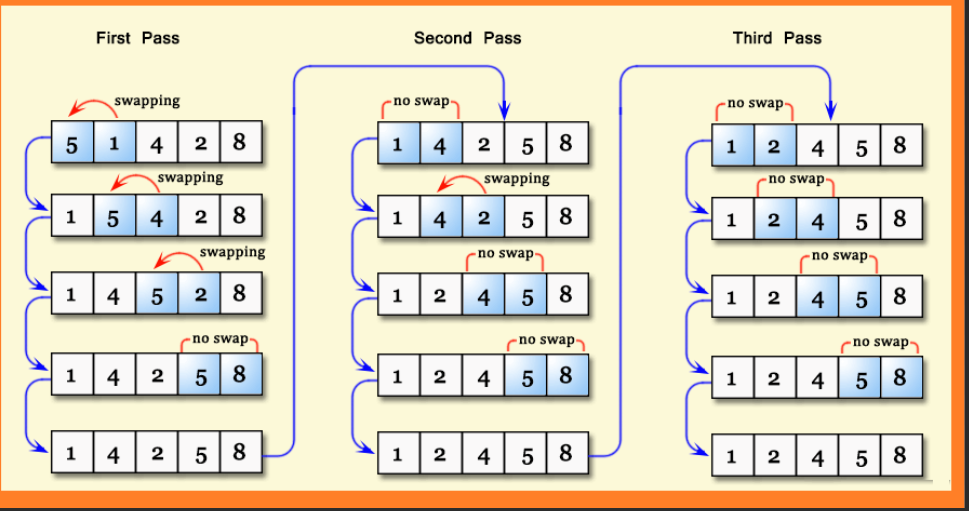 First Pass
swapping
5 1 4 2 8
swapping
1 5 4 2 8
swapping
1 4 5 2 8
no swap
1 4 2 5 8
1 4 2 5 8
Second Pass
no swap
1 4 2 5 8
swapping
1 4 2 5 8
no swap
1 2 4 5 8
no swap
1 2 4 5 8
1 2 4 5 8
Third Pass
no swap
1 2 4 5 8
no swap
1 2 4 5 8
no swap
1 2 4 5 8
no swap
1 2 4 5 8
1 2 4 5 8